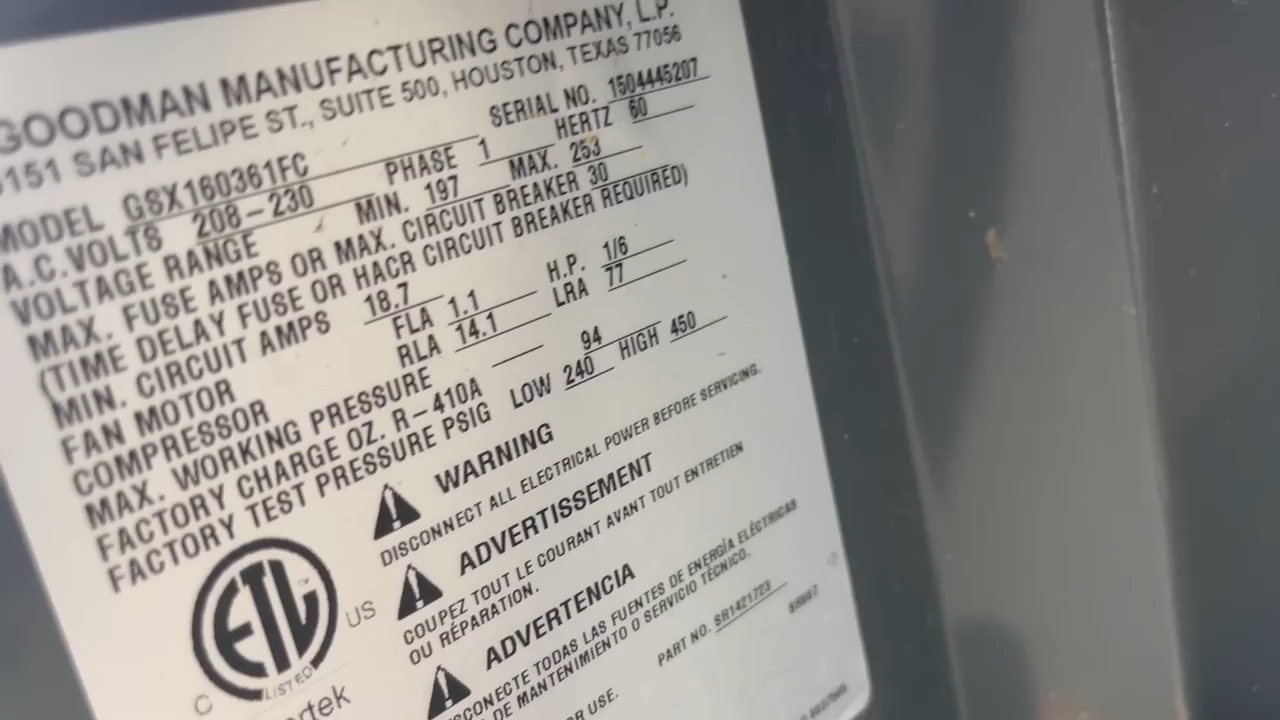 GOODMAN MANUFACTURING COMPANY, L.P.
5151 SAN FELIPE ST., SUITE 500, HOUSTON, TEXAS 77056
MODEL GSX160361FC SERIAL NO. 1504445207
A.C. VOLTS 208-230 PHASE 1 HERTZ 60
VOLTAGE RANGE MIN. 197 MAX. 253
MAX. FUSE AMPS OR MAX. CIRCUIT BREAKER 30
(TIME DELAY FUSE OR HACR CIRCUIT BREAKER REQUIRED)
MIN. CIRCUIT AMPS 18.7
FAN MOTOR FLA 1.1 H.P. 1/6
COMPRESSOR RLA 14.1 LRA 77
MAX. WORKING PRESSURE
FACTORY CHARGE OZ. R-410A 94
FACTORY TEST PRESSURE PSIG LOW 240 HIGH 450
WARNING
DISCONNECT ALL ELECTRICAL POWER BEFORE SERVICING.
ADVERTISSEMENT
COUPEZ TOUT LE COURANT AVANT TOUT ENTRETIEN
OU RÉPARATION.
ADVERTENCIA
SCONECTE TODAS LAS FUENTES DE ENERGÍA ELÉCTRICAS
DE MANTENIMIENTO O SERVICIO TÉCNICO.
C ETL US
LISTED
rtek
R USE.
PART NO. SR1421723